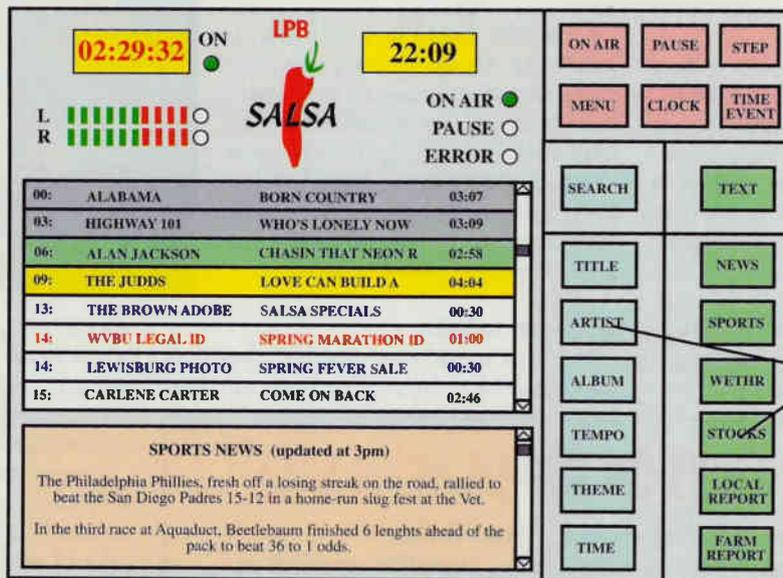 02:29:32 ON LPB 22:09
SALSA
L
R
ON AIR
PAUSE
ERROR
00: ALABAMA BORN COUNTRY 03:07
03: HIGHWAY 101 WHO'S LONELY NOW 03:09
06: ALAN JACKSON CHASIN THAT NEON R 02:58
09: THE JUDDS LOVE CAN BUILD A 04:04
13: THE BROWN ADOBE SALSA SPECIALS 00:30
14: WVBU LEGAL ID SPRING MARATHON ID 01:00
14: LEWISBURG PHOTO SPRING FEVER SALE 00:30
15: CARLENE CARTER COME ON BACK 02:46
SPORTS NEWS (updated at 3pm)
The Philadelphia Phillies, fresh off a losing streak on the road, rallied to
beat the San Diego Padres 15-12 in a home-run slug fest at the Vet.
In the third race at Aquaduct, Beetlebaum finished 6 lenghts ahead of the
pack to beat 36 to 1 odds.
ON AIR PAUSE STEP
MENU CLOCK TIME
EVENT
SEARCH TEXT
TITLE NEWS
ARTIST SPORTS
ALBUM WETHR
TEMPO STOCKS
THEME LOCAL
REPORT
TIME FARM
REPORT